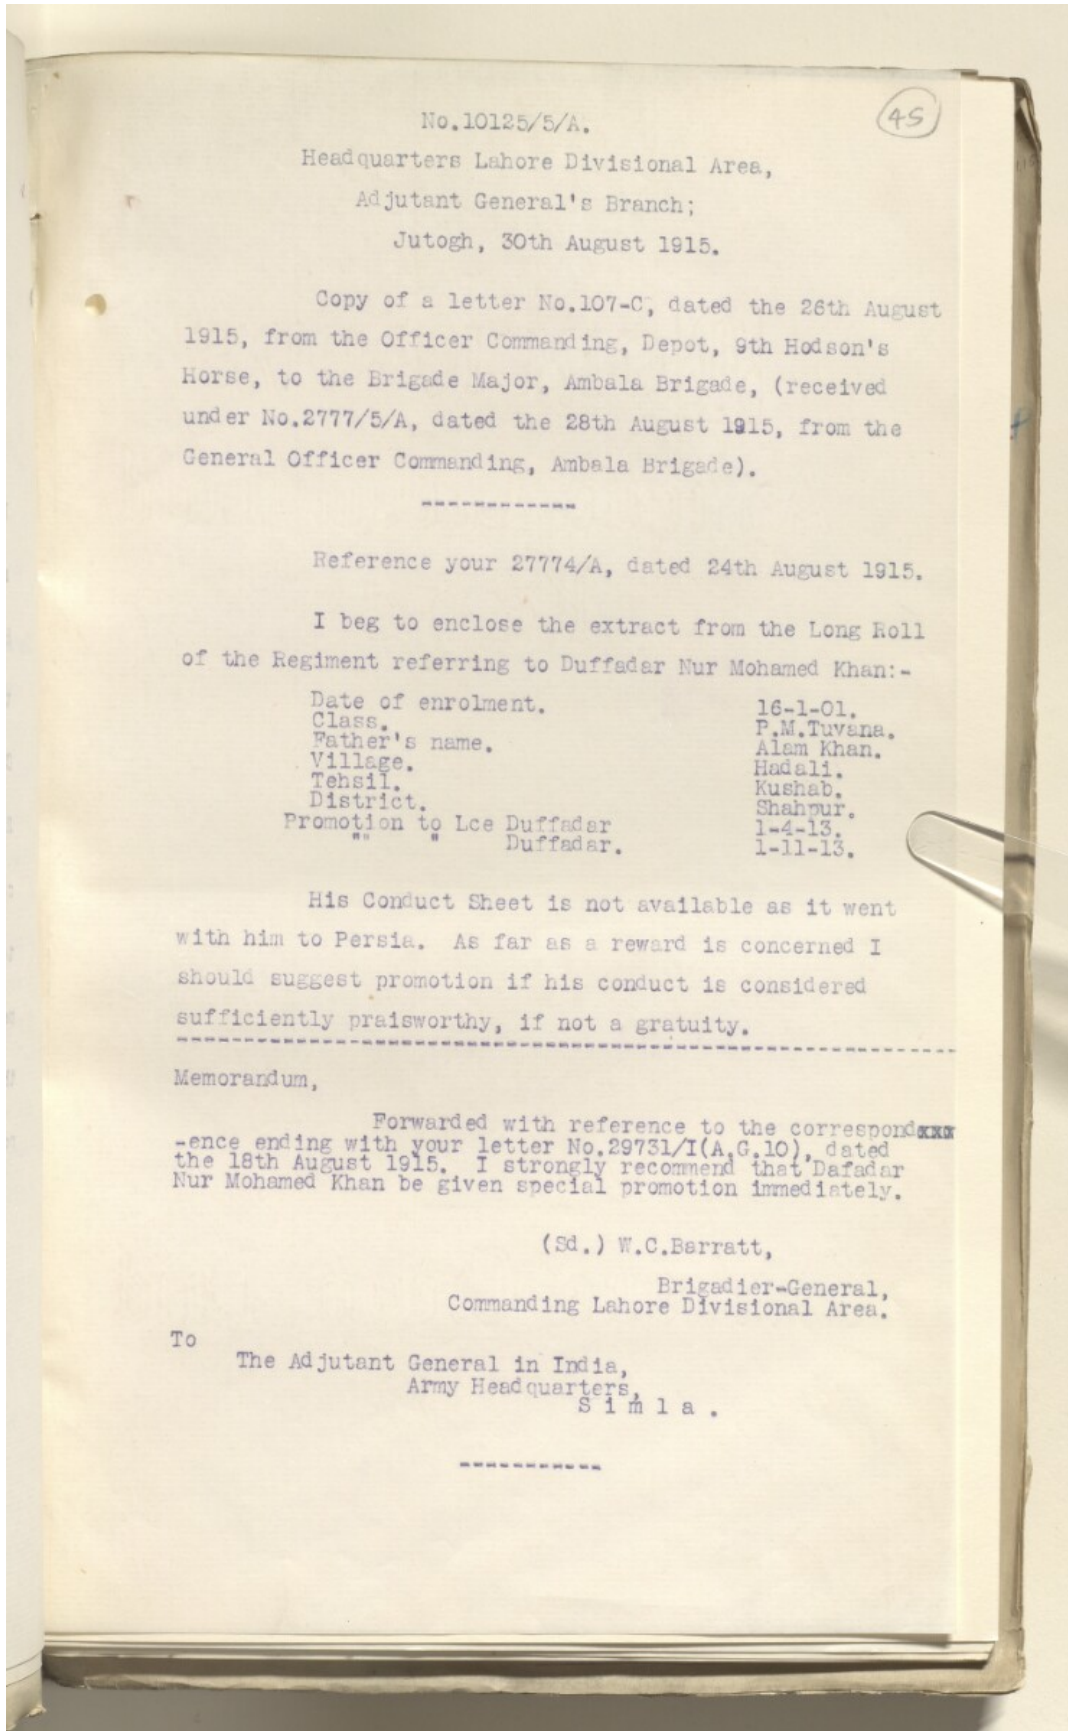 45
No.10125/5/A.
Headquarters Lahore Divisional Area,
Adjutant General's Branch;
Jutogh, 30th August 1915.
Copy of a letter No.107-C, dated the 26th August
1915, from the Officer Commanding, Depot, 9th Hodson's
Horse, to the Brigade Major, Ambala Brigade, (received
under No.2777/5/A, dated the 28th August 1915, from the
General Officer Commanding, Ambala Brigade).
------------
Reference your 27774/A, dated 24th August 1915.
I beg to enclose the extract from the Long Roll
of the Regiment referring to Duffadar Nur Mohamed Khan:-
Date of enrolment. 16-1-01.
Class. P.M.Tuvana.
Father's name. Alam Khan.
Village. Hadali.
Tehsil. Kushab.
District. Shahpur.
Promotion to Lce Duffadar 1-4-13.
"" " Duffadar. 1-11-13.
His Conduct Sheet is not available as it went
with him to Persia. As far as a reward is concerned I
should suggest promotion if his conduct is considered
sufficiently praisworthy, if not a gratuity.
------------------------------------------------------------
Memorandum,
Forwarded with reference to the correspondxxx
-ence ending with your letter No.29731/I(A.G.10), dated
the 18th August 1915. I strongly recommend that Dafadar
Nur Mohamed Khan be given special promotion immediately.
(Sd.) W.C.Barratt,
Brigadier-General,
Commanding Lahore Divisional Area.
To
The Adjutant General in India,
Army Headquarters,
S i m l a .
-----------